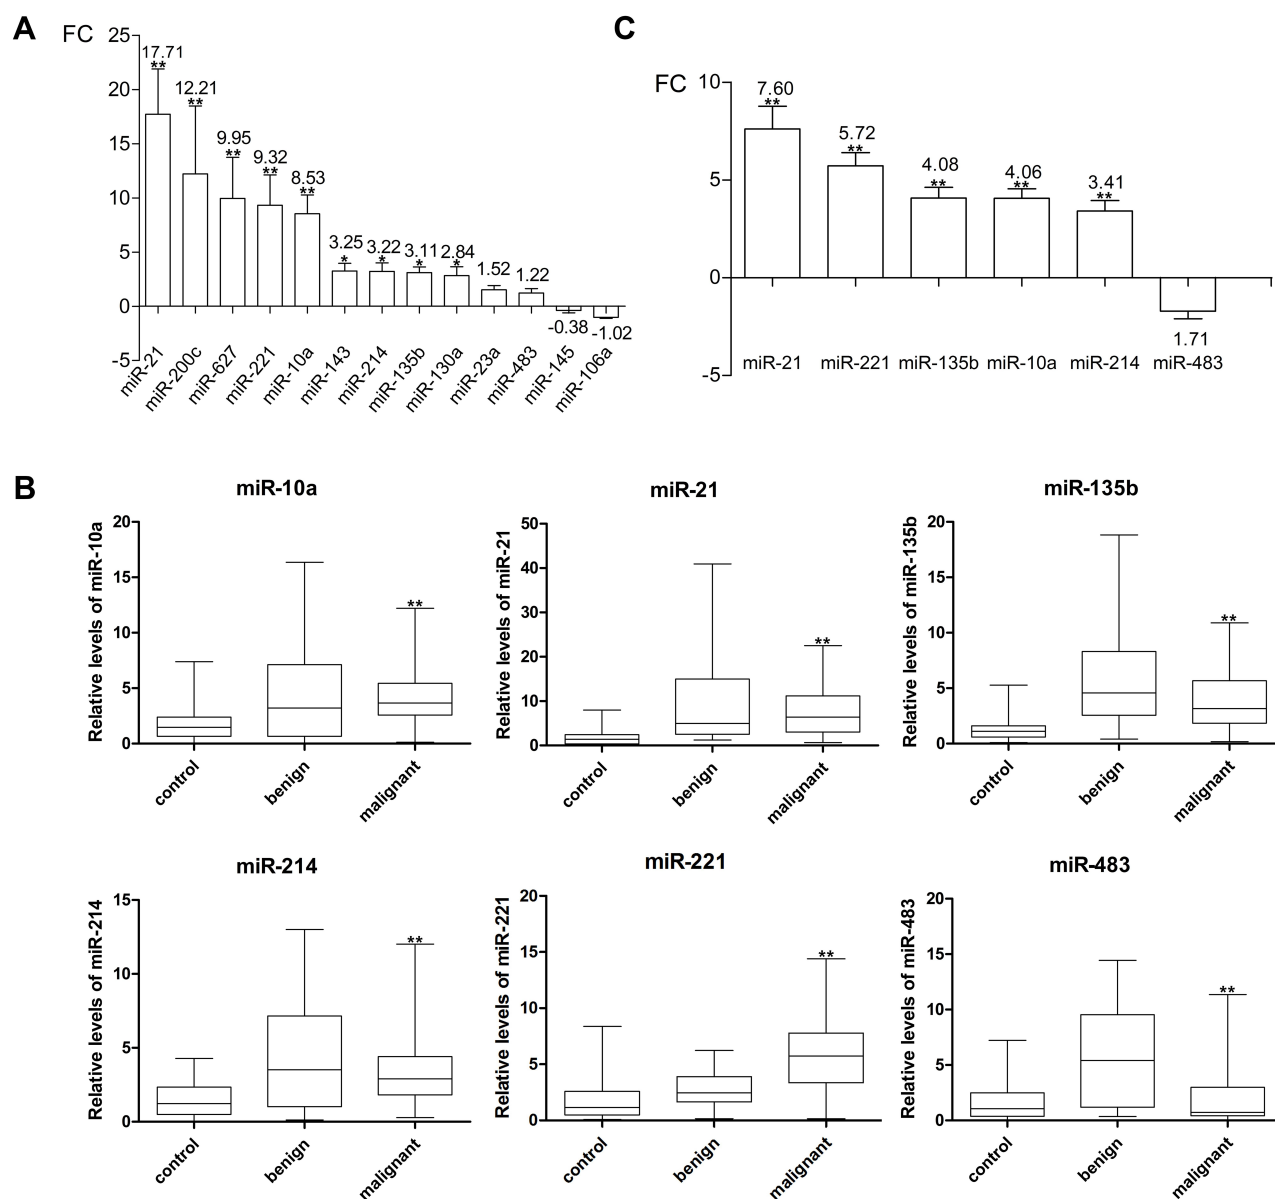 A
FC
25
20
15
10
5
0
-5
17.71
**
12.21
**
9.95
**
9.32
**
8.53
**
3.25
*
3.22
*
3.11
*
2.84
*
1.52
1.22
-0.38
-1.02
miR-21
miR-200c
miR-627
miR-221
miR-10a
miR-143
miR-214
miR-135b
miR-130a
miR-23a
miR-483
miR-145
miR-106a
C
FC
10
5
0
-5
7.60
**
5.72
**
4.08
**
4.06
**
3.41
**
1.71
miR-21 miR-221 miR-135b miR-10a miR-214 miR-483
B
miR-10a
Relative levels of miR-10a
20
15
10
5
0
**
control
benign
malignant
miR-21
Relative levels of miR-21
50
40
30
20
10
0
**
control
benign
malignant
miR-135b
Relative levels of miR-135b
20
15
10
5
0
**
control
benign
malignant
miR-214
Relative levels of miR-214
15
10
5
0
**
control
benign
malignant
miR-221
Relative levels of miR-221
20
15
10
5
0
**
control
benign
malignant
miR-483
Relative levels of miR-483
20
15
10
5
0
**
control
benign
malignant